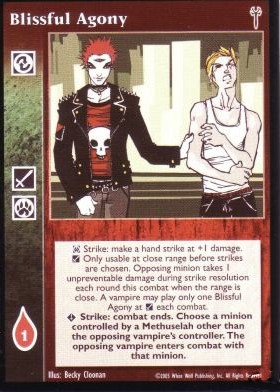 Blissful Agony
Strike: make a hand strike at +1 damage.
Only usable at close range before strikes
are chosen. Opposing minion takes 1
unpreventable damage during strike resolution
each round this combat when the range is
close. A vampire may play only one Blissful
Agony at each combat.
Strike: combat ends. Choose a minion
controlled by a Methuselah other than
the opposing vampire's controller. The
opposing vampire enters combat with
that minion.
1
Illus: Becky Cloonan
©2005 White Wolf Publishing, Inc. All Rights Reserved.